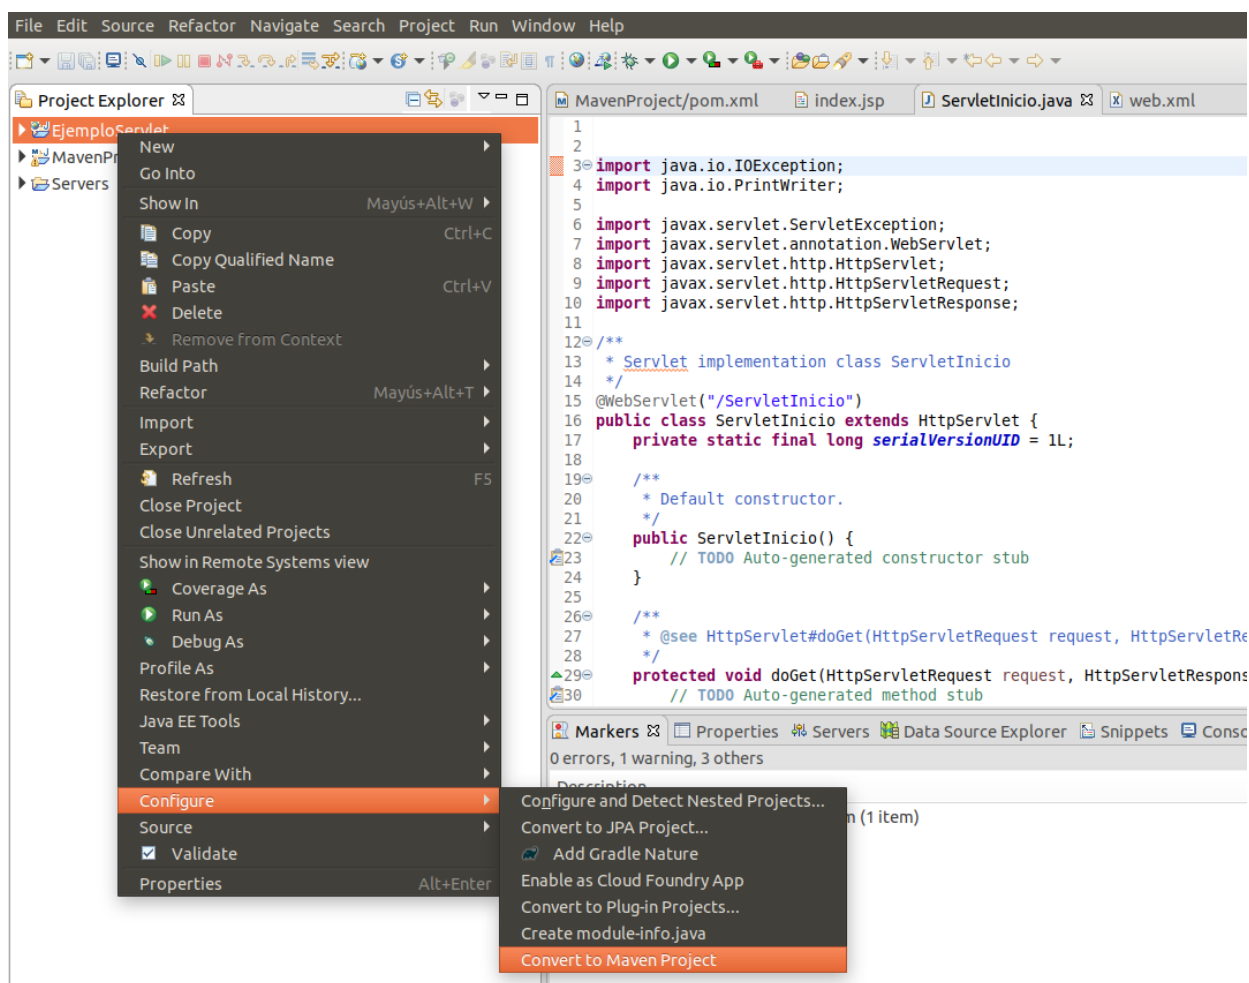 File Edit Source Refactor Navigate Search Project Run Window Help
Project Explorer
EjemploServlet
MavenPr
Servers
New
Go Into
Show In Mayús+Alt+W
Copy Ctrl+C
Copy Qualified Name
Paste Ctrl+V
Delete
Remove from Context
Build Path
Refactor Mayús+Alt+T
Import
Export
Refresh F5
Close Project
Close Unrelated Projects
Show in Remote Systems view
Coverage As
Run As
Debug As
Profile As
Restore from Local History...
Java EE Tools
Team
Compare With
Configure
Source
Validate
Properties Alt+Enter
Configure and Detect Nested Projects...
Convert to JPA Project...
Add Gradle Nature
Enable as Cloud Foundry App
Convert to Plug-in Projects...
Create module-info.java
Convert to Maven Project
MavenProject/pom.xml index.jsp ServletInicio.java web.xml
1
2
3 import java.io.IOException;
4 import java.io.PrintWriter;
5
6 import javax.servlet.ServletException;
7 import javax.servlet.annotation.WebServlet;
8 import javax.servlet.http.HttpServlet;
9 import javax.servlet.http.HttpServletRequest;
10 import javax.servlet.http.HttpServletResponse;
11
12 /**
13 * Servlet implementation class ServletInicio
14 */
15 @WebServlet("/ServletInicio")
16 public class ServletInicio extends HttpServlet {
17 private static final long serialVersionUID = 1L;
18
19 /**
20 * Default constructor.
21 */
22 public ServletInicio() {
23 // TODO Auto-generated constructor stub
24 }
25
26 /**
27 * @see HttpServlet#doGet(HttpServletRequest request, HttpServletRe
28 */
29 protected void doGet(HttpServletRequest request, HttpServletRespons
30 // TODO Auto-generated method stub
Markers Properties Servers Data Source Explorer Snippets Conso
0 errors, 1 warning, 3 others
Description
m (1 item)